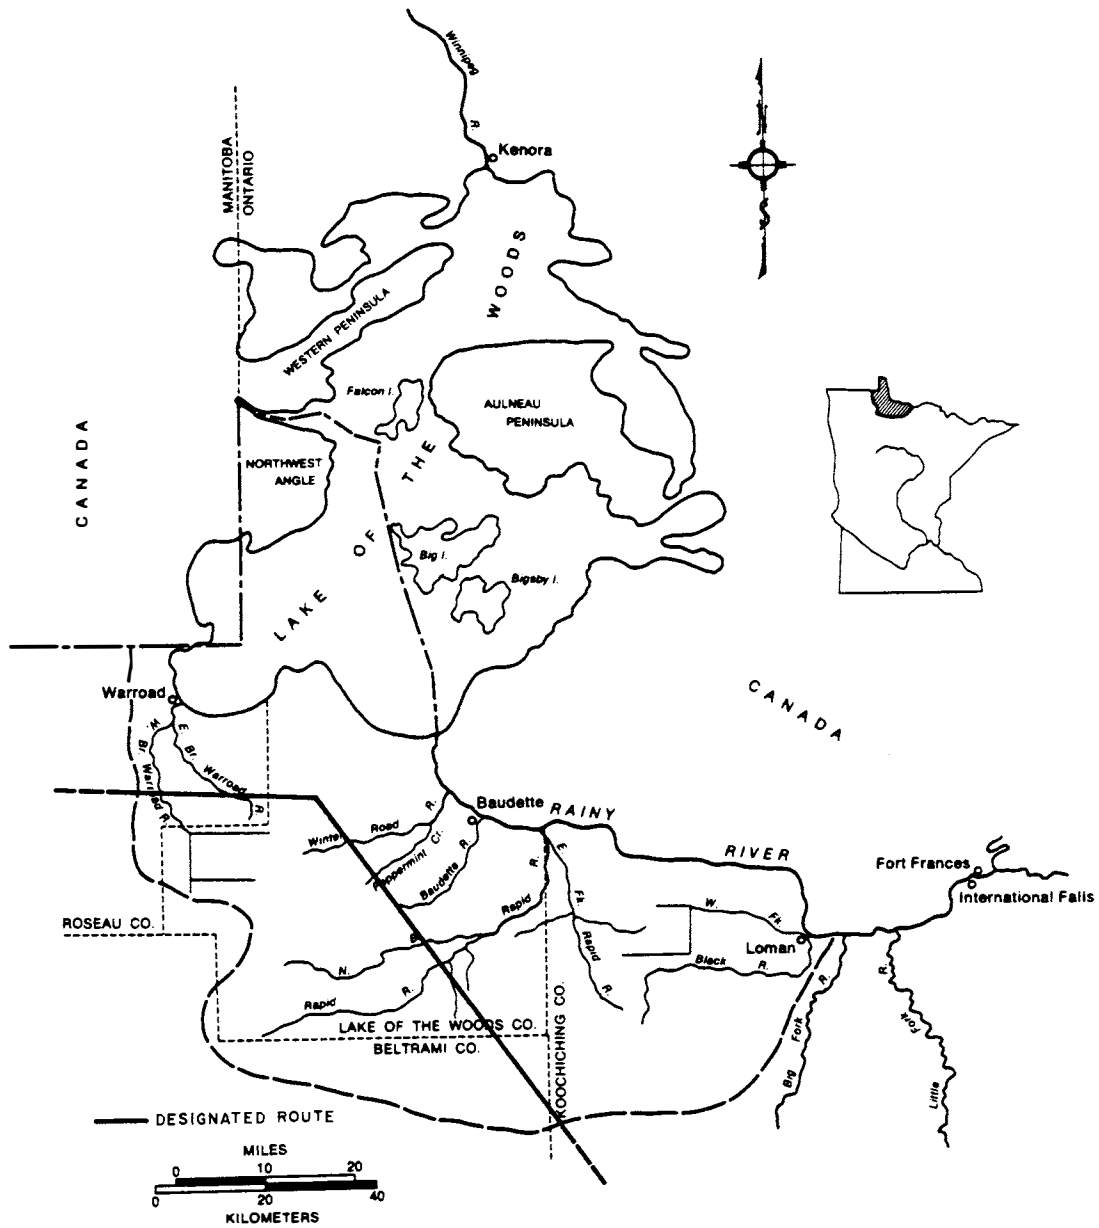 Winnipeg
R.
Kenora
MANITOBA
ONTARIO
N
S
WOODS
WESTERN PENINSULA
Falcon I.
AULNEAU
PENINSULA
THE
CANADA
NORTHWEST
ANGLE
OF
Big I.
Bigsby I.
LAKE
CANADA
Warroad
W. Br. Warroad R.
E. Br. Warroad R.
Baudette
RAINY
RIVER
Winter Road R.
Peppermint Cr.
Baudette R.
Rapid R.
E. Fk. Rapid R.
W. Fk.
Fort Frances
International Falls
ROSEAU CO.
Loman
Black R.
N.
Rapid R.
Big Fork R.
Little Fork R.
LAKE OF THE WOODS CO.
BELTRAMI CO.
KOOCHICHING CO.
DESIGNATED ROUTE
MILES
0 10 20
0 20 40
KILOMETERS